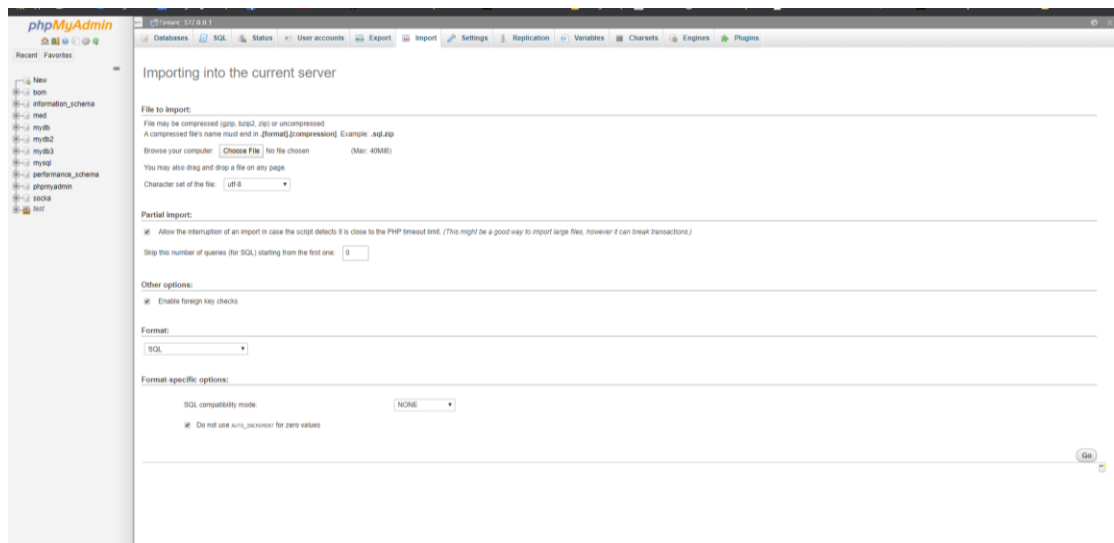 phpMyAdmin
Recent Favorites
New
bom
information_schema
med
mydb
mydb2
mydb3
mysql
performance_schema
phpmyadmin
socka
test
Server: 127.0.0.1
Databases SQL Status User accounts Export Import Settings Replication Variables Charsets Engines Plugins
Importing into the current server
File to import:
File may be compressed (gzip, bzip2, zip) or uncompressed.
A compressed file's name must end in .[format].[compression]. Example: .sql.zip
Browse your computer: Choose File No file chosen (Max: 40MiB)
You may also drag and drop a file on any page.
Character set of the file: utf-8
Partial import:
Allow the interruption of an import in case the script detects it is close to the PHP timeout limit. (This might be a good way to import large files, however it can break transactions.)
Skip this number of queries (for SQL) starting from the first one: 0
Other options:
Enable foreign key checks
Format:
SQL
Format-specific options:
SQL compatibility mode: NONE
Do not use AUTO_INCREMENT for zero values
Go